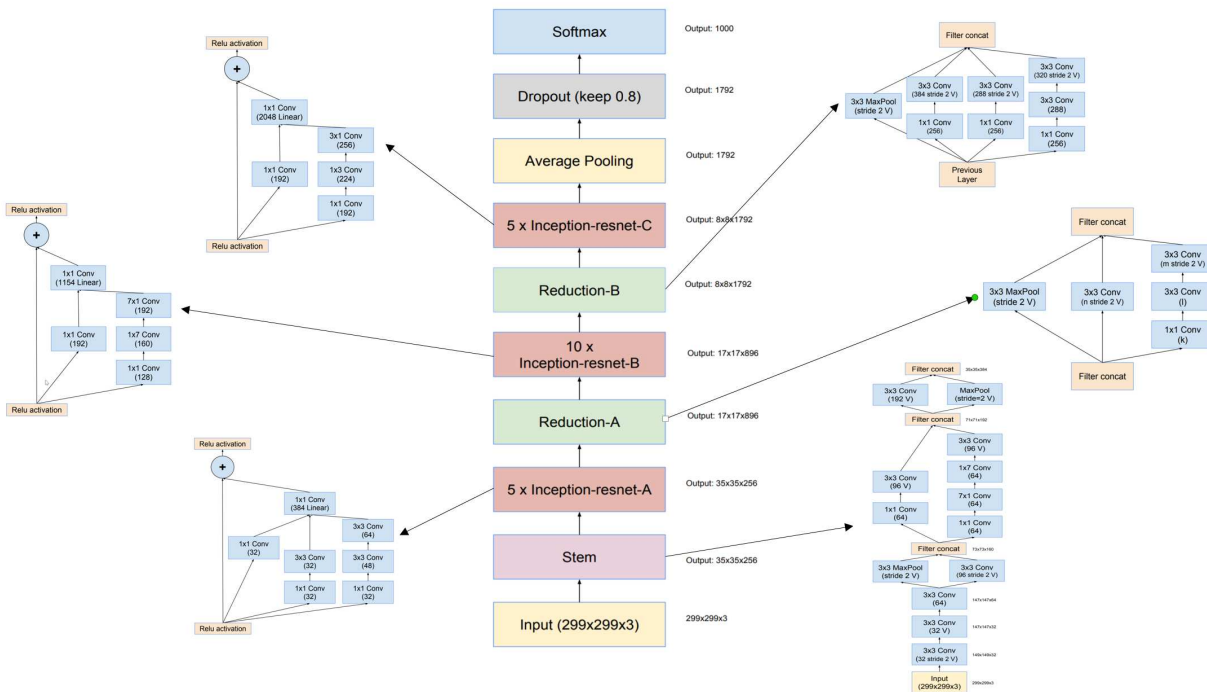 Softmax
Output: 1000
Dropout (keep 0.8)
Output: 1792
Average Pooling
Output: 1792
5 x Inception-resnet-C
Output: 8x8x1792
Reduction-B
Output: 8x8x1792
10 x
Inception-resnet-B
Output: 17x17x896
Reduction-A
Output: 17x17x896
5 x Inception-resnet-A
Output: 35x35x256
Stem
Output: 35x35x256
Input (299x299x3)
299x299x3
Relu activation
+
1x1 Conv
(2048 Linear)
3x1 Conv
(256)
1x1 Conv
(192)
1x3 Conv
(224)
1x1 Conv
(192)
Relu activation
Relu activation
+
1x1 Conv
(1154 Linear)
7x1 Conv
(192)
1x1 Conv
(192)
1x7 Conv
(160)
1x1 Conv
(128)
Relu activation
Relu activation
+
1x1 Conv
(384 Linear)
3x3 Conv
(64)
1x1 Conv
(32)
3x3 Conv
(32)
3x3 Conv
(48)
1x1 Conv
(32)
1x1 Conv
(32)
Relu activation
Filter concat
3x3 Conv
(320 stride 2 V)
3x3 MaxPool
(stride 2 V)
3x3 Conv
(384 stride 2 V)
3x3 Conv
(288 stride 2 V)
3x3 Conv
(288)
1x1 Conv
(256)
1x1 Conv
(256)
1x1 Conv
(256)
Previous
Layer
Filter concat
3x3 Conv
(m stride 2 V)
3x3 MaxPool
(stride 2 V)
3x3 Conv
(n stride 2 V)
3x3 Conv
(l)
1x1 Conv
(k)
Filter concat
Filter concat
35x35x384
3x3 Conv
(192 V)
MaxPool
(stride=2 V)
Filter concat
71x71x192
3x3 Conv
(96 V)
1x7 Conv
(64)
3x3 Conv
(96 V)
7x1 Conv
(64)
1x1 Conv
(64)
1x1 Conv
(64)
Filter concat
73x73x160
3x3 MaxPool
(stride 2 V)
3x3 Conv
(96 stride 2 V)
3x3 Conv
(64)
147x147x64
3x3 Conv
(32 V)
147x147x32
3x3 Conv
(32 stride 2 V)
149x149x32
Input
(299x299x3)
299x299x3